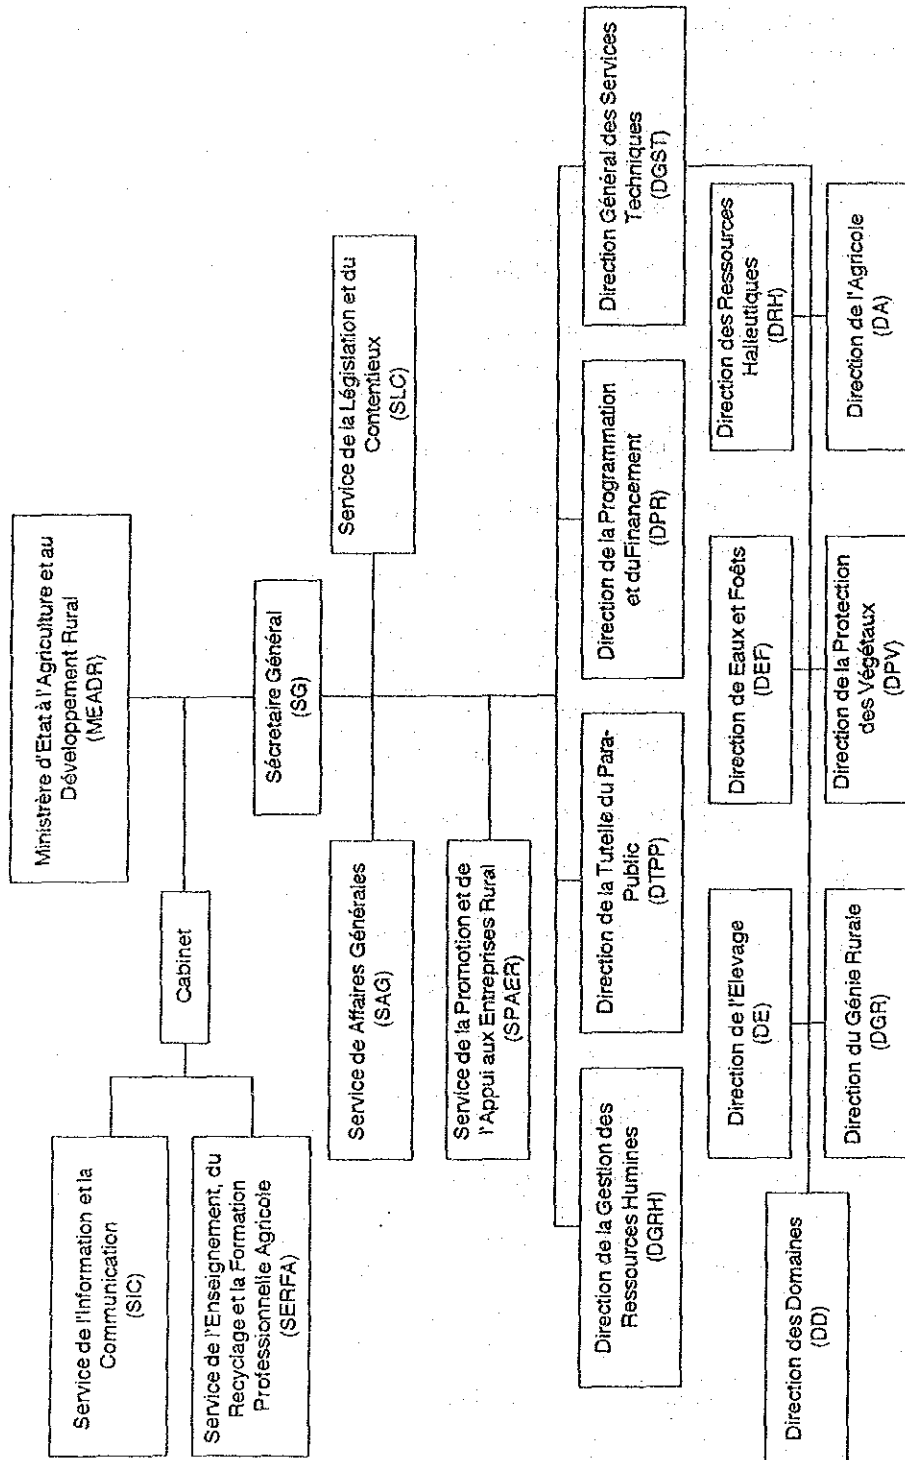 Ministrère d'Etat à l'Agriculture et au
Développement Rural
(MEADR)
Cabinet
Service de l'Information et la
Communication
(SIC)
Service de l'Enseignement, du
Recyclage et la Formation
Professionnelle Agricole
(SERFA)
Sécretaire Général
(SG)
Service de Affaires Générales
(SAG)
Service de la Législation et du
Contentieux
(SLC)
Service de la Promotion et de
l'Appui aux Entreprises Rural
(SPAER)
Direction de la Gestion des
Ressources Humines
(DGRH)
Direction de la Tutelle du Para-
Public
(DTPP)
Direction de la Programmation
et duFinancement
(DPR)
Direction Général des Services
Techniques
(DGST)
Direction des Domaines
(DD)
Direction de l'Elevage
(DE)
Direction de Eaux et Foêts
(DEF)
Direction des Ressources
Halleutiques
(DRH)
Direction du Génie Rurale
(DGR)
Direction de la Protection
des Végétaux
(DPV)
Direction de l'Agricole
(DA)